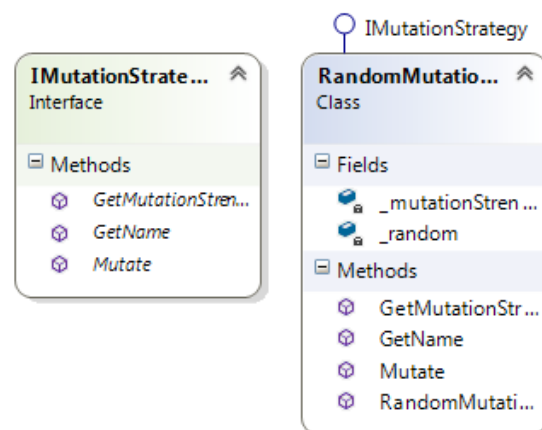 IMutationStrategy
IMutationStrate...
Interface
Methods
GetMutationStren...
GetName
Mutate
RandomMutatio...
Class
Fields
_mutationStren...
_random
Methods
GetMutationStr...
GetName
Mutate
RandomMutati...